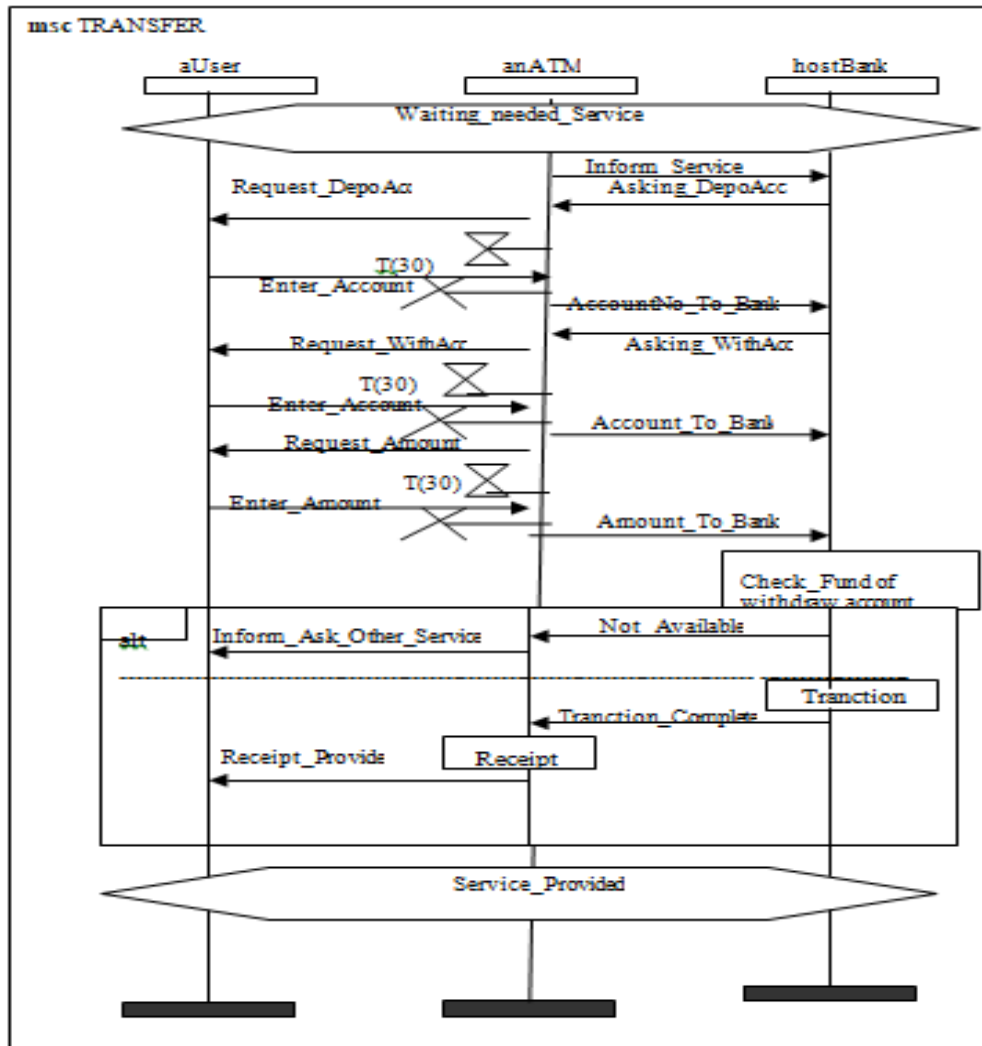 msc TRANSFER
aUser
anATM
hostBank
Waiting_needed_Service
Inform_Service
Request_DepoAcc
Asking_DepoAcc
T(30)
Enter_Account
AccountNo_To_Bank
Request_WithAcc
Asking_WithAcc
T(30)
Enter_Account
Account_To_Bank
Request_Amount
T(30)
Enter_Amount
Amount_To_Bank
Check_Fund of
withdraw account
alt
Not_Available
Inform_Ask_Other_Service
Tranction
Tranction_Complete
Receipt_Provide
Receipt
Service_Provided